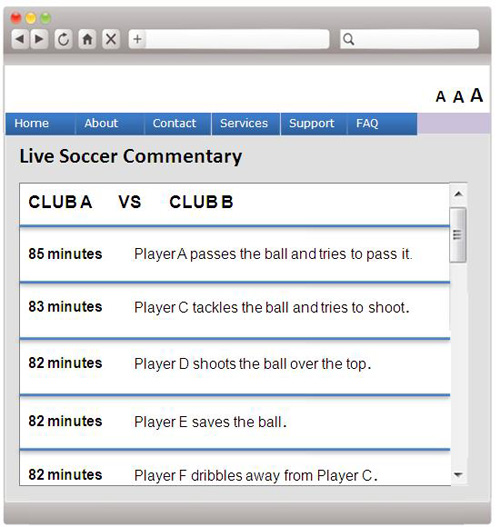 A A A
Home About Contact Services Support FAQ
Live Soccer Commentary
CLUB A VS CLUB B
85 minutes Player A passes the ball and tries to pass it.
83 minutes Player C tackles the ball and tries to shoot.
82 minutes Player D shoots the ball over the top.
82 minutes Player E saves the ball.
82 minutes Player F dribbles away from Player C.